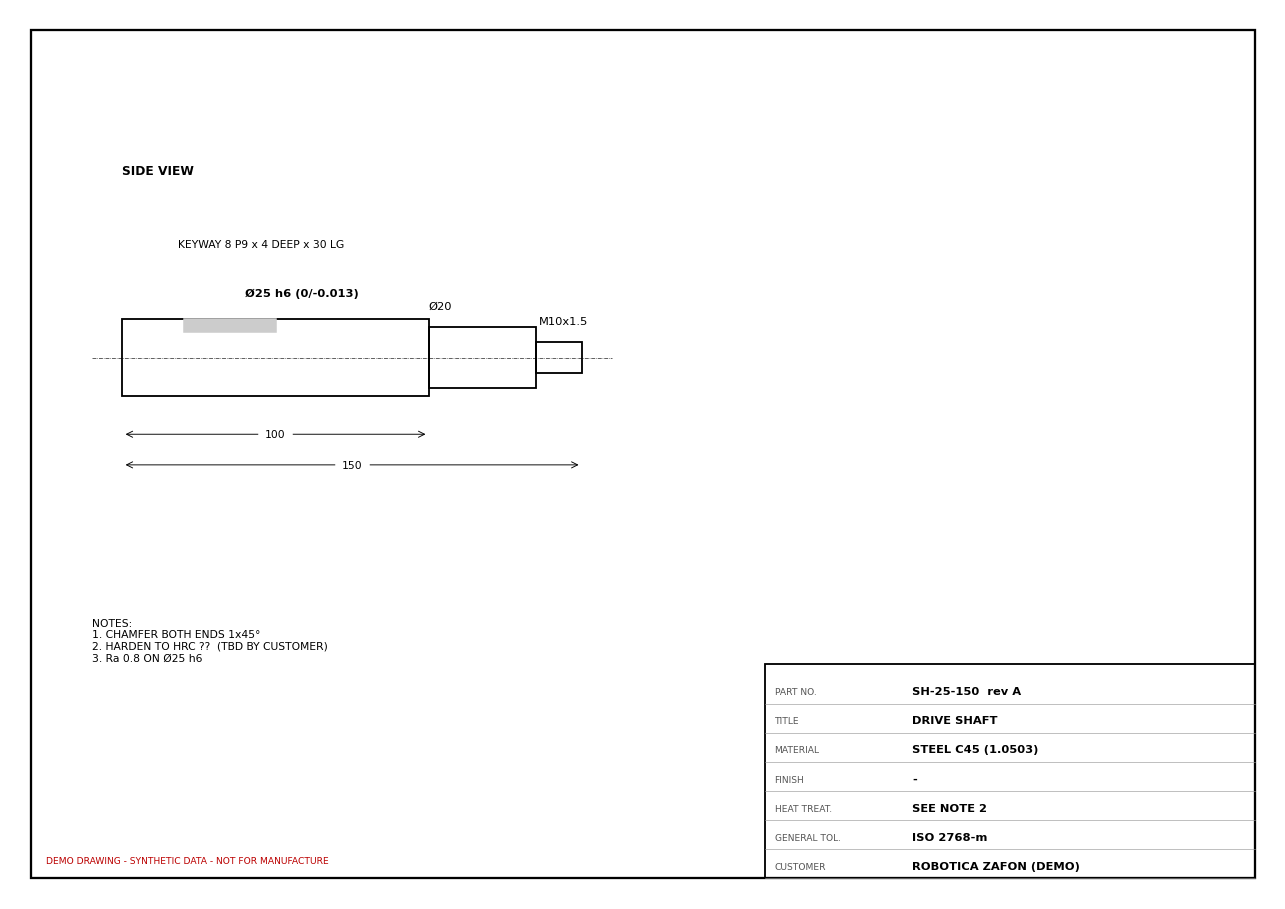 SIDE VIEW
KEYWAY 8 P9 x 4 DEEP x 30 LG
Ø25 h6 (0/-0.013)
Ø20
M10x1.5
100
150
NOTES:
1. CHAMFER BOTH ENDS 1x45°
2. HARDEN TO HRC ??  (TBD BY CUSTOMER)
3. Ra 0.8 ON Ø25 h6
PART NO. SH-25-150  rev A
TITLE DRIVE SHAFT
MATERIAL STEEL C45 (1.0503)
FINISH -
HEAT TREAT. SEE NOTE 2
GENERAL TOL. ISO 2768-m
CUSTOMER ROBOTICA ZAFON (DEMO)
DEMO DRAWING - SYNTHETIC DATA - NOT FOR MANUFACTURE